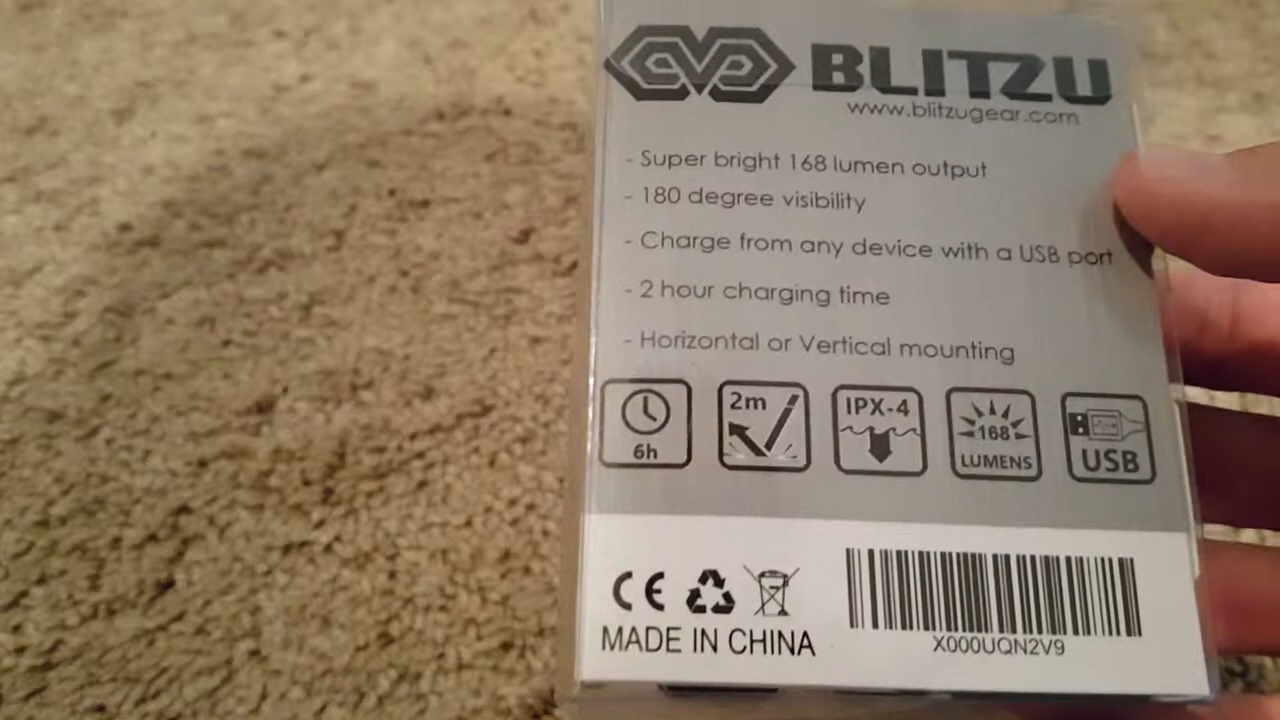 BLITZU
www.blitzugear.com
- Super bright 168 lumen output
- 180 degree visibility
- Charge from any device with a USB port
- 2 hour charging time
- Horizontal or Vertical mounting
6h
2m
IPX-4
168
LUMENS
USB
CE
MADE IN CHINA
X000UQN2V9